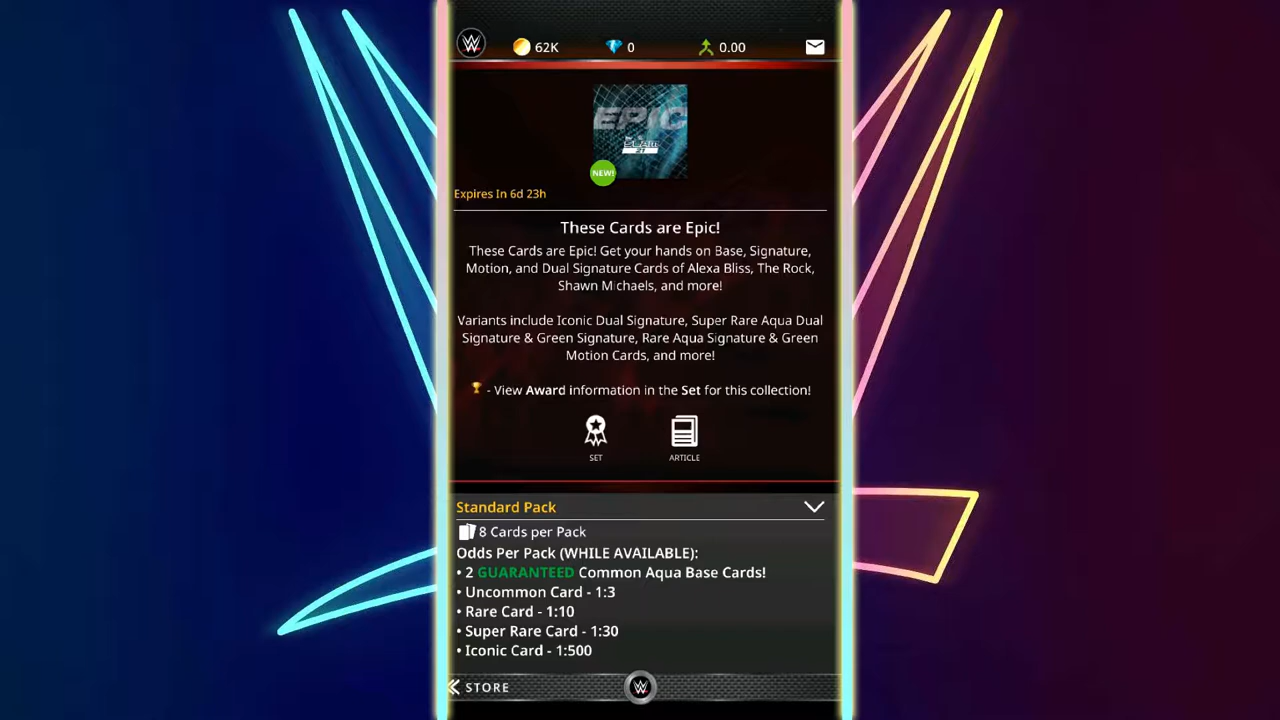 62K
0
0.00
EPIC
NEW!
Expires In 6d 23h
These Cards are Epic!
These Cards are Epic! Get your hands on Base, Signature,
Motion, and Dual Signature Cards of Alexa Bliss, The Rock,
Shawn Michaels, and more!
Variants include Iconic Dual Signature, Super Rare Aqua Dual
Signature & Green Signature, Rare Aqua Signature & Green
Motion Cards, and more!
- View Award information in the Set for this collection!
SET
ARTICLE
Standard Pack
8 Cards per Pack
Odds Per Pack (WHILE AVAILABLE):
• 2 GUARANTEED Common Aqua Base Cards!
• Uncommon Card - 1:3
• Rare Card - 1:10
• Super Rare Card - 1:30
• Iconic Card - 1:500
STORE